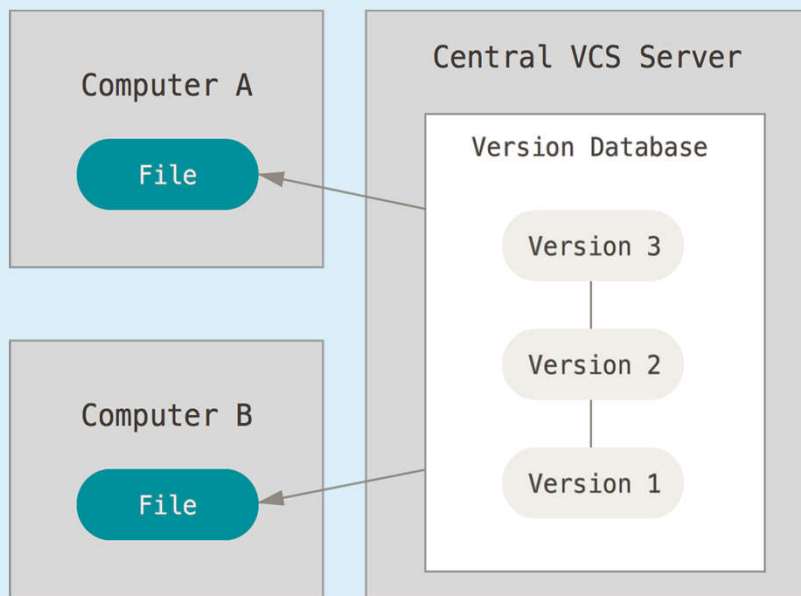 Computer A
File
Computer B
File
Central VCS Server
Version Database
Version 3
Version 2
Version 1